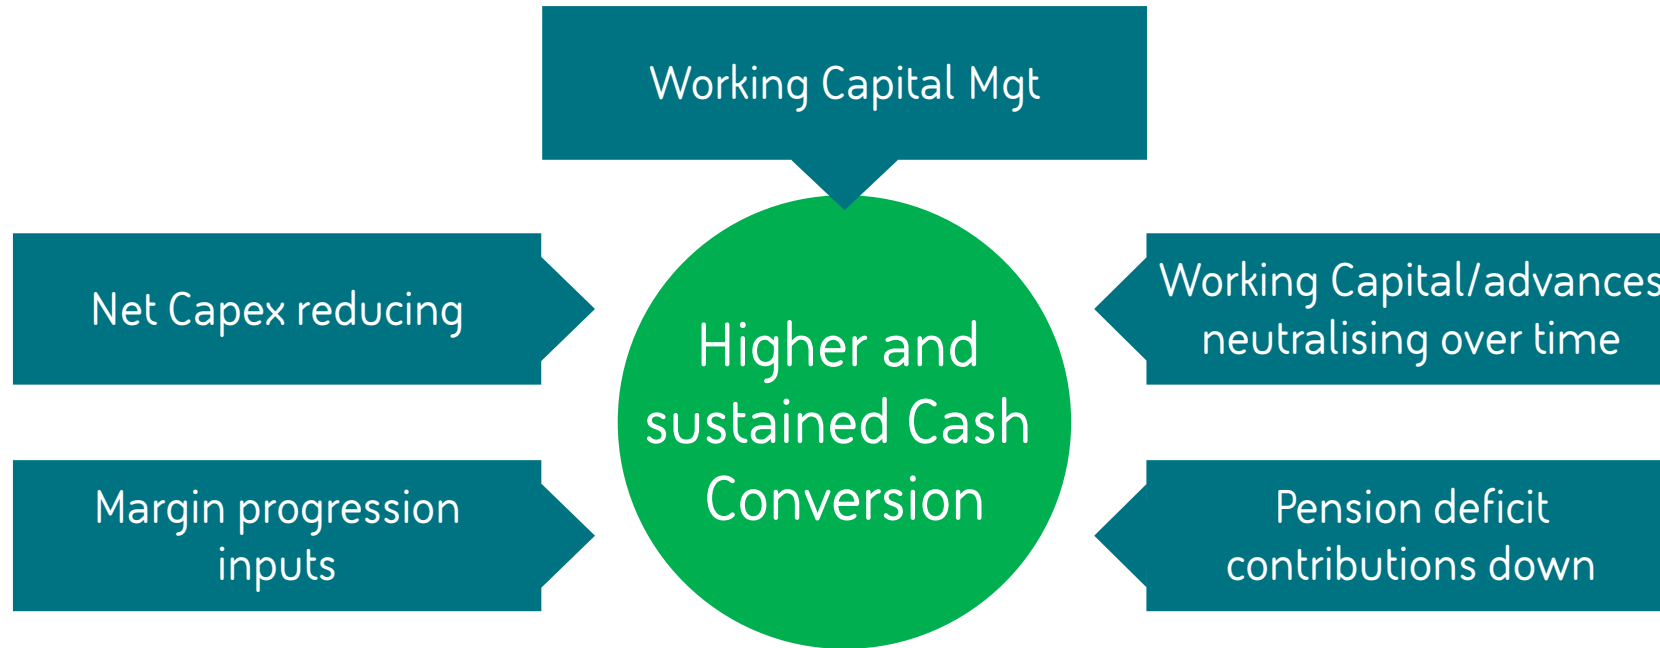 Working Capital Mgt
Net Capex reducing
Working Capital/advances
neutralising over time
Higher and
sustained Cash
Conversion
Margin progression
inputs
Pension deficit
contributions down